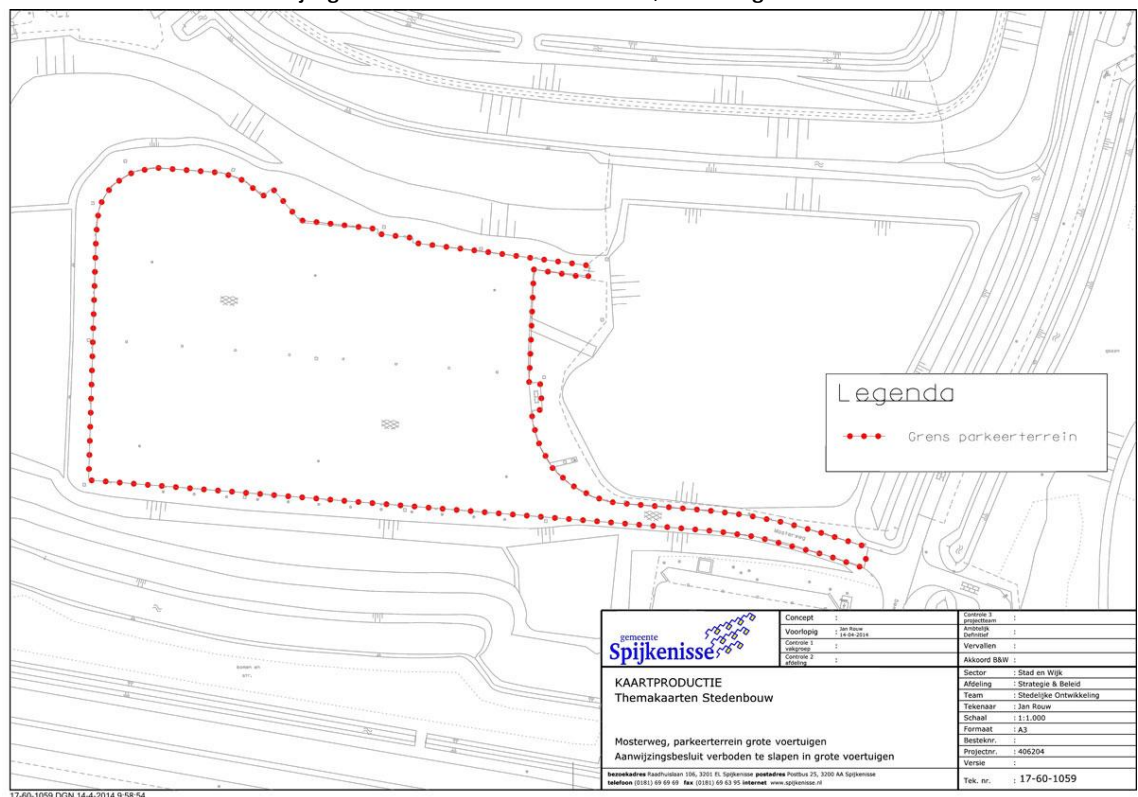 Legenda
Grens parkeerterrein
Mosterweg
gemeente
Spijkenisse
Concept :
Voorlopig : Jan Rouw
14-04-2014
Controle 1
vakgroep :
Controle 2
afdeling :
Controle 3
projectteam :
Ambtelijk
Definitief :
Vervallen :
Akkoord B&W :
KAARTPRODUCTIE
Themakaarten Stedenbouw
Mosterweg, parkeerterrein grote voertuigen
Aanwijzingsbesluit verboden te slapen in grote voertuigen
Sector : Stad en Wijk
Afdeling : Strategie & Beleid
Team : Stedelijke Ontwikkeling
Tekenaar : Jan Rouw
Schaal : 1:1.000
Formaat : A3
Besteknr. :
Projectnr. : 406204
Versie :
Tek. nr. : 17-60-1059
bezoekadres Raadhuislaan 106, 3201 EL Spijkenisse postadres Postbus 25, 3200 AA Spijkenisse
telefoon (0181) 69 69 69 fax (0181) 69 63 95 internet www.spijkenisse.nl
17-60-1059.DGN 14-4-2014 9:58:54